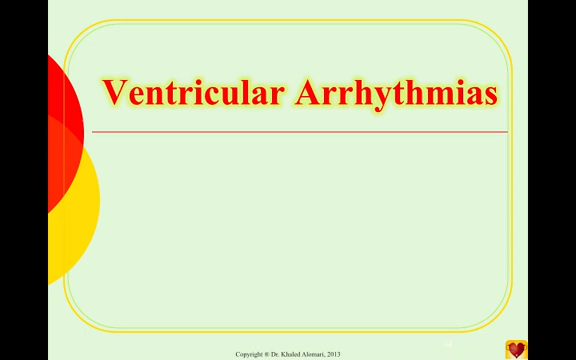 Ventricular Arrhythmias
Copyright ® Dr. Khaled Alomari, 2013